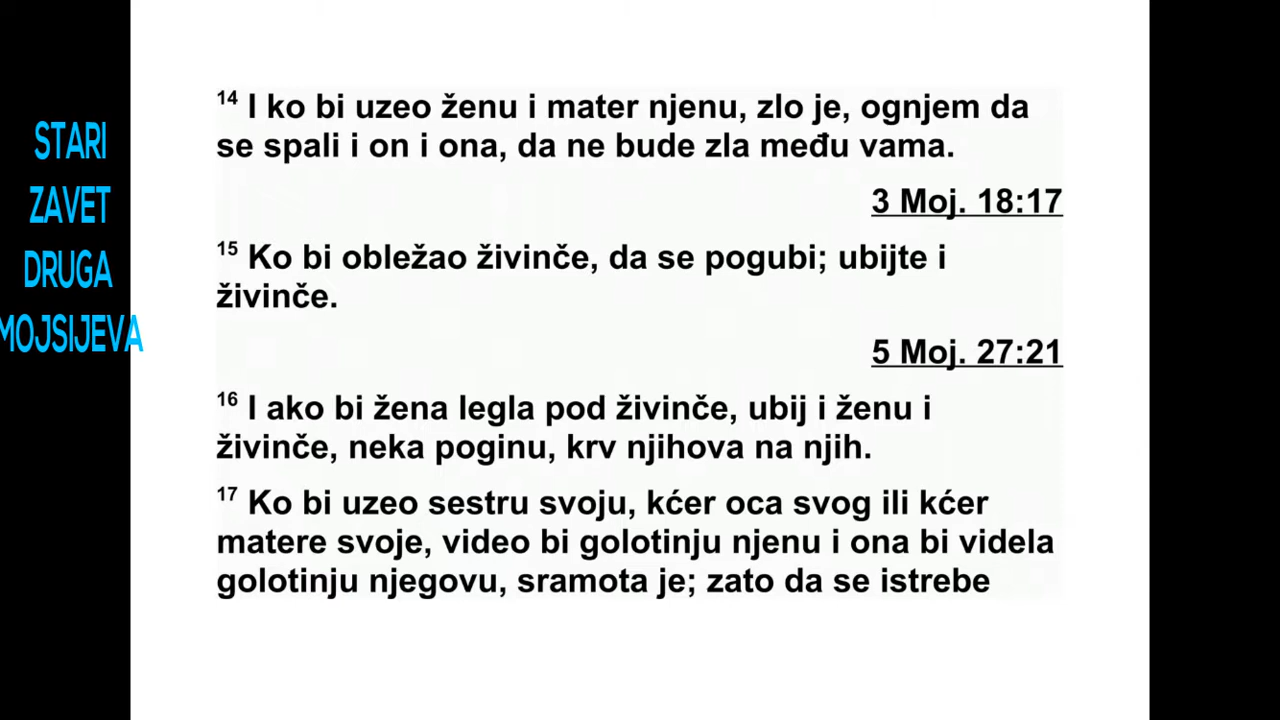 STARI
ZAVET
DRUGA
MOJSIJEVA
14 I ko bi uzeo ženu i mater njenu, zlo je, ognjem da
se spali i on i ona, da ne bude zla među vama.
3 Moj. 18:17
15 Ko bi obležao živinče, da se pogubi; ubijte i
živinče.
5 Moj. 27:21
16 I ako bi žena legla pod živinče, ubij i ženu i
živinče, neka poginu, krv njihova na njih.
17 Ko bi uzeo sestru svoju, kćer oca svog ili kćer
matere svoje, video bi golotinju njenu i ona bi videla
golotinju njegovu, sramota je; zato da se istrebe